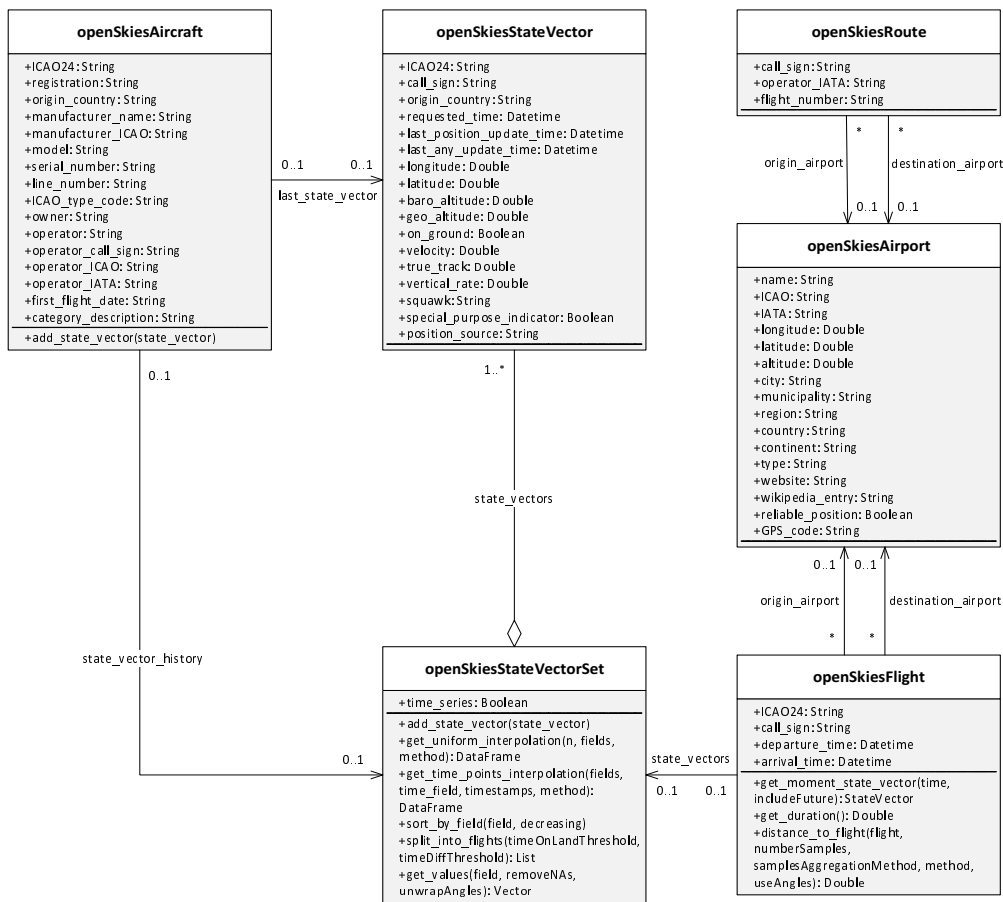 openSkiesAircraft
+ICAO24: String
+registration: String
+origin_country: String
+manufacturer_name: String
+manufacturer_ICAO: String
+model: String
+serial_number: String
+line_number: String
+ICAO_type_code: String
+owner: String
+operator: String
+operator_call_sign: String
+operator_ICAO: String
+operator_IATA: String
+first_flight_date: String
+category_description: String
+add_state_vector(state_vector)
0..1
0..1
last_state_vector
openSkiesStateVector
+ICAO24: String
+call_sign: String
+origin_country: String
+requested_time: Datetime
+last_position_update_time: Datetime
+last_any_update_time: Datetime
+longitude: Double
+latitude: Double
+baro_altitude: Double
+geo_altitude: Double
+on_ground: Boolean
+velocity: Double
+true_track: Double
+vertical_rate: Double
+squawk: String
+special_purpose_indicator: Boolean
+position_source: String
openSkiesRoute
+call_sign: String
+operator_IATA: String
+flight_number: String
*
*
origin_airport
destination_airport
0..1
0..1
openSkiesAirport
+name: String
+ICAO: String
+IATA: String
+longitude: Double
+latitude: Double
+altitude: Double
+city: String
+municipality: String
+region: String
+country: String
+continent: String
+type: String
+website: String
+wikipedia_entry: String
+reliable_position: Boolean
+GPS_code: String
0..1
1..*
state_vectors
0..1
0..1
origin_airport
destination_airport
*
*
state_vector_history
0..1
openSkiesStateVectorSet
+time_series: Boolean
+add_state_vector(state_vector)
+get_uniform_interpolation(n, fields,
method): DataFrame
+get_time_points_interpolation(fields,
time_field, timestamps, method):
DataFrame
+sort_by_field(field, decreasing)
+split_into_flights(timeOnLandThreshold,
timeDiffThreshold): List
+get_values(field, removeNAs,
unwrapAngles): Vector
state_vectors
0..1
0..1
openSkiesFlight
+ICAO24: String
+call_sign: String
+departure_time: Datetime
+arrival_time: Datetime
+get_moment_state_vector(time,
includeFuture): StateVector
+get_duration(): Double
+distance_to_flight(flight,
numberSamples,
samplesAggregationMethod, method,
useAngles): Double